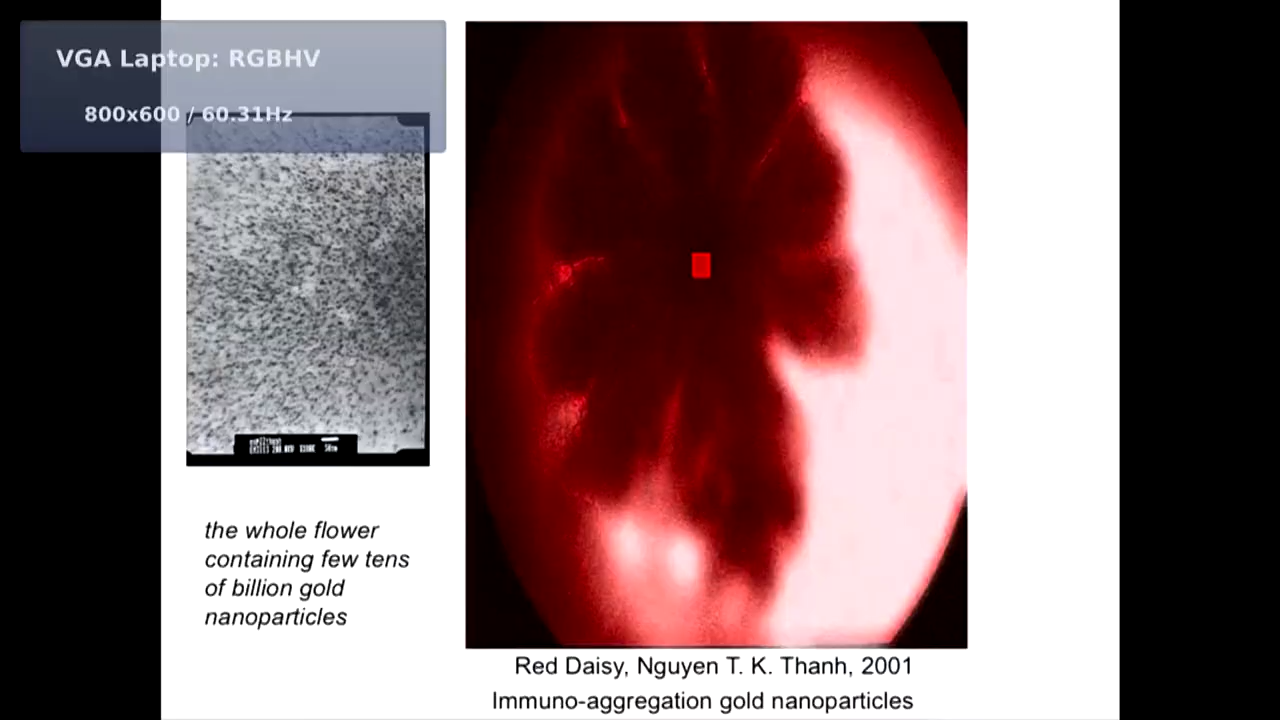 VGA Laptop: RGBHV
800x600 / 60.31Hz
the whole flower
containing few tens
of billion gold
nanoparticles
Red Daisy, Nguyen T. K. Thanh, 2001
Immuno-aggregation gold nanoparticles